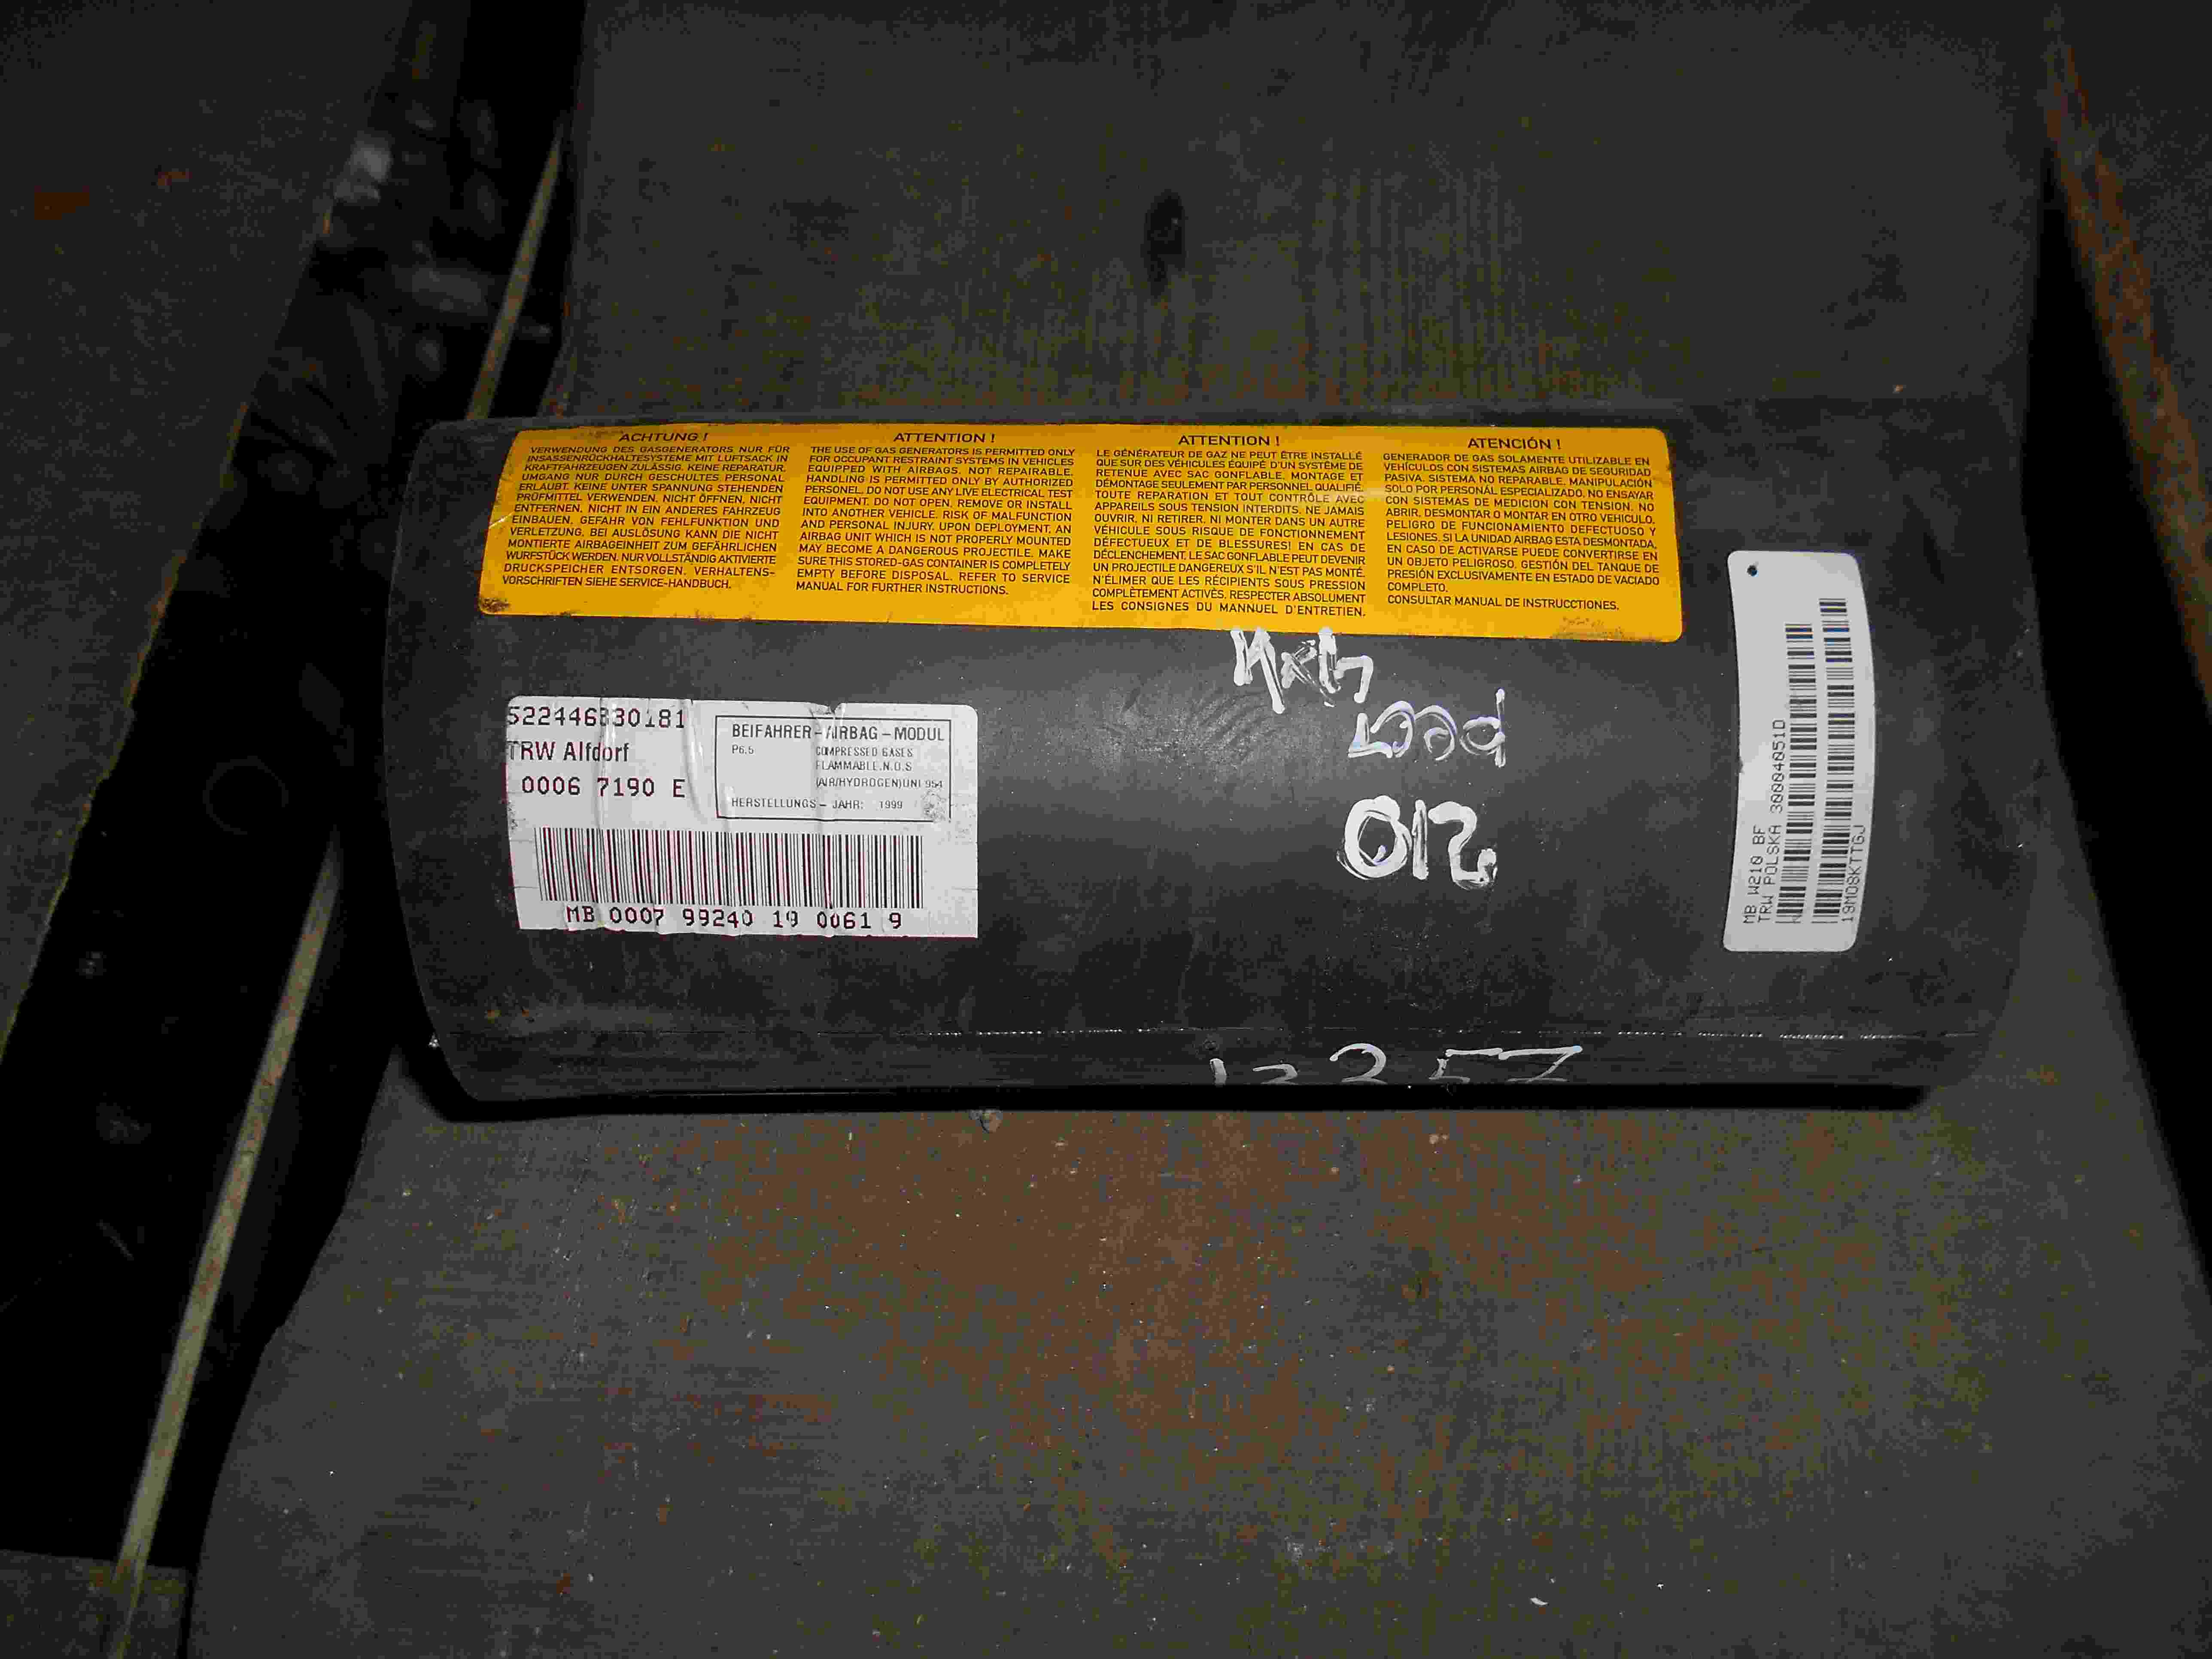 ACHTUNG !
VERWENDUNG DES GASGENERATORS NUR FÜR
INSASSENRÜCKHALTESYSTEME MIT LUFTSACK IN
KRAFTFAHRZEUGEN ZULÄSSIG. KEINE REPARATUR.
UMGANG NUR DURCH GESCHULTES PERSONAL
ERLAUBT. KEINE UNTER SPANNUNG STEHENDEN
PRÜFMITTEL VERWENDEN. NICHT ÖFFNEN, NICHT
ENTFERNEN, NICHT IN EIN ANDERES FAHRZEUG
EINBAUEN. GEFAHR VON FEHLFUNKTION UND
VERLETZUNG. BEI AUSLÖSUNG KANN DIE NICHT
MONTIERTE AIRBAGEINHEIT ZUM GEFÄHRLICHEN
WURFSTÜCK WERDEN. NUR VOLLSTÄNDIG AKTIVIERTE
DRUCKSPEICHER ENTSORGEN. VERHALTENS-
VORSCHRIFTEN SIEHE SERVICE-HANDBUCH.
ATTENTION !
THE USE OF GAS GENERATORS IS PERMITTED ONLY
FOR OCCUPANT RESTRAINT SYSTEMS IN VEHICLES
EQUIPPED WITH AIRBAGS. NOT REPAIRABLE.
HANDLING IS PERMITTED ONLY BY AUTHORIZED
PERSONEL. DO NOT USE ANY LIVE ELECTRICAL TEST
EQUIPMENT. DO NOT OPEN, REMOVE OR INSTALL
INTO ANOTHER VEHICLE. RISK OF MALFUNCTION
AND PERSONAL INJURY. UPON DEPLOYMENT, AN
AIRBAG UNIT WHICH IS NOT PROPERLY MOUNTED
MAY BECOME A DANGEROUS PROJECTILE. MAKE
SURE THIS STORED-GAS CONTAINER IS COMPLETELY
EMPTY BEFORE DISPOSAL. REFER TO SERVICE
MANUAL FOR FURTHER INSTRUCTIONS.
ATTENTION !
LE GÉNÉRATEUR DE GAZ NE PEUT ÊTRE INSTALLÉ
QUE SUR DES VÉHICULES ÉQUIPÉ D'UN SYSTÈME DE
RETENUE AVEC SAC GONFLABLE. MONTAGE ET
DÉMONTAGE SEULEMENT PAR PERSONNEL QUALIFIÉ.
TOUTE REPARATION ET TOUT CONTRÔLE AVEC
APPAREILS SOUS TENSION INTERDITS. NE JAMAIS
OUVRIR, NI RETIRER, NI MONTER DANS UN AUTRE
VÉHICULE SOUS RISQUE DE FONCTIONNEMENT
DÉFECTUEUX ET DE BLESSURES! EN CAS DE
DÉCLENCHEMENT, LE SAC GONFLABLE PEUT DEVENIR
UN PROJECTILE DANGEREUX S'IL N'EST PAS MONTÉ.
N'ÉLIMER QUE LES RÉCIPIENTS SOUS PRESSION
COMPLÈTEMENT ACTIVÉS. RESPECTER ABSOLUMENT
LES CONSIGNES DU MANNUEL D'ENTRETIEN.
ATENCIÓN !
GENERADOR DE GAS SOLAMENTE UTILIZABLE EN
VEHÍCULOS CON SISTEMAS AIRBAG DE SEGURIDAD
PASIVA. SISTEMA NO REPARABLE. MANIPULACIÓN
SOLO POR PERSONÁL ESPECIALIZADO. NO ENSAYAR
CON SISTEMAS DE MEDICION CON TENSION. NO
ABRIR, DESMONTAR O MONTAR EN OTRO VEHICULO.
PELIGRO DE FUNCIONAMIENTO DEFECTUOSO Y
LESIONES. SI LA UNIDAD AIRBAG ESTA DESMONTADA,
EN CASO DE ACTIVARSE PUEDE CONVERTIRSE EN
UN OBJETO PELIGROSO. GESTIÓN DEL TANQUE DE
PRESIÓN EXCLUSIVAMENTE EN ESTADO DE VACIADO
COMPLETO.
CONSULTAR MANUAL DE INSTRUCCTIONES.
522446830181
TRW Alfdorf
0006 7190 E
BEIFAHRER-AIRBAG-MODUL
P6.5 COMPRESSED GASES
FLAMMABLE.N.O.S
(AIR/HYDROGEN)UN1 954
HERSTELLUNGS-JAHR: 1999
MB 0007 99240 19 0061 9
210
MB W210 BF
TRW POLSKA 300040051D
19M08KTTGJ